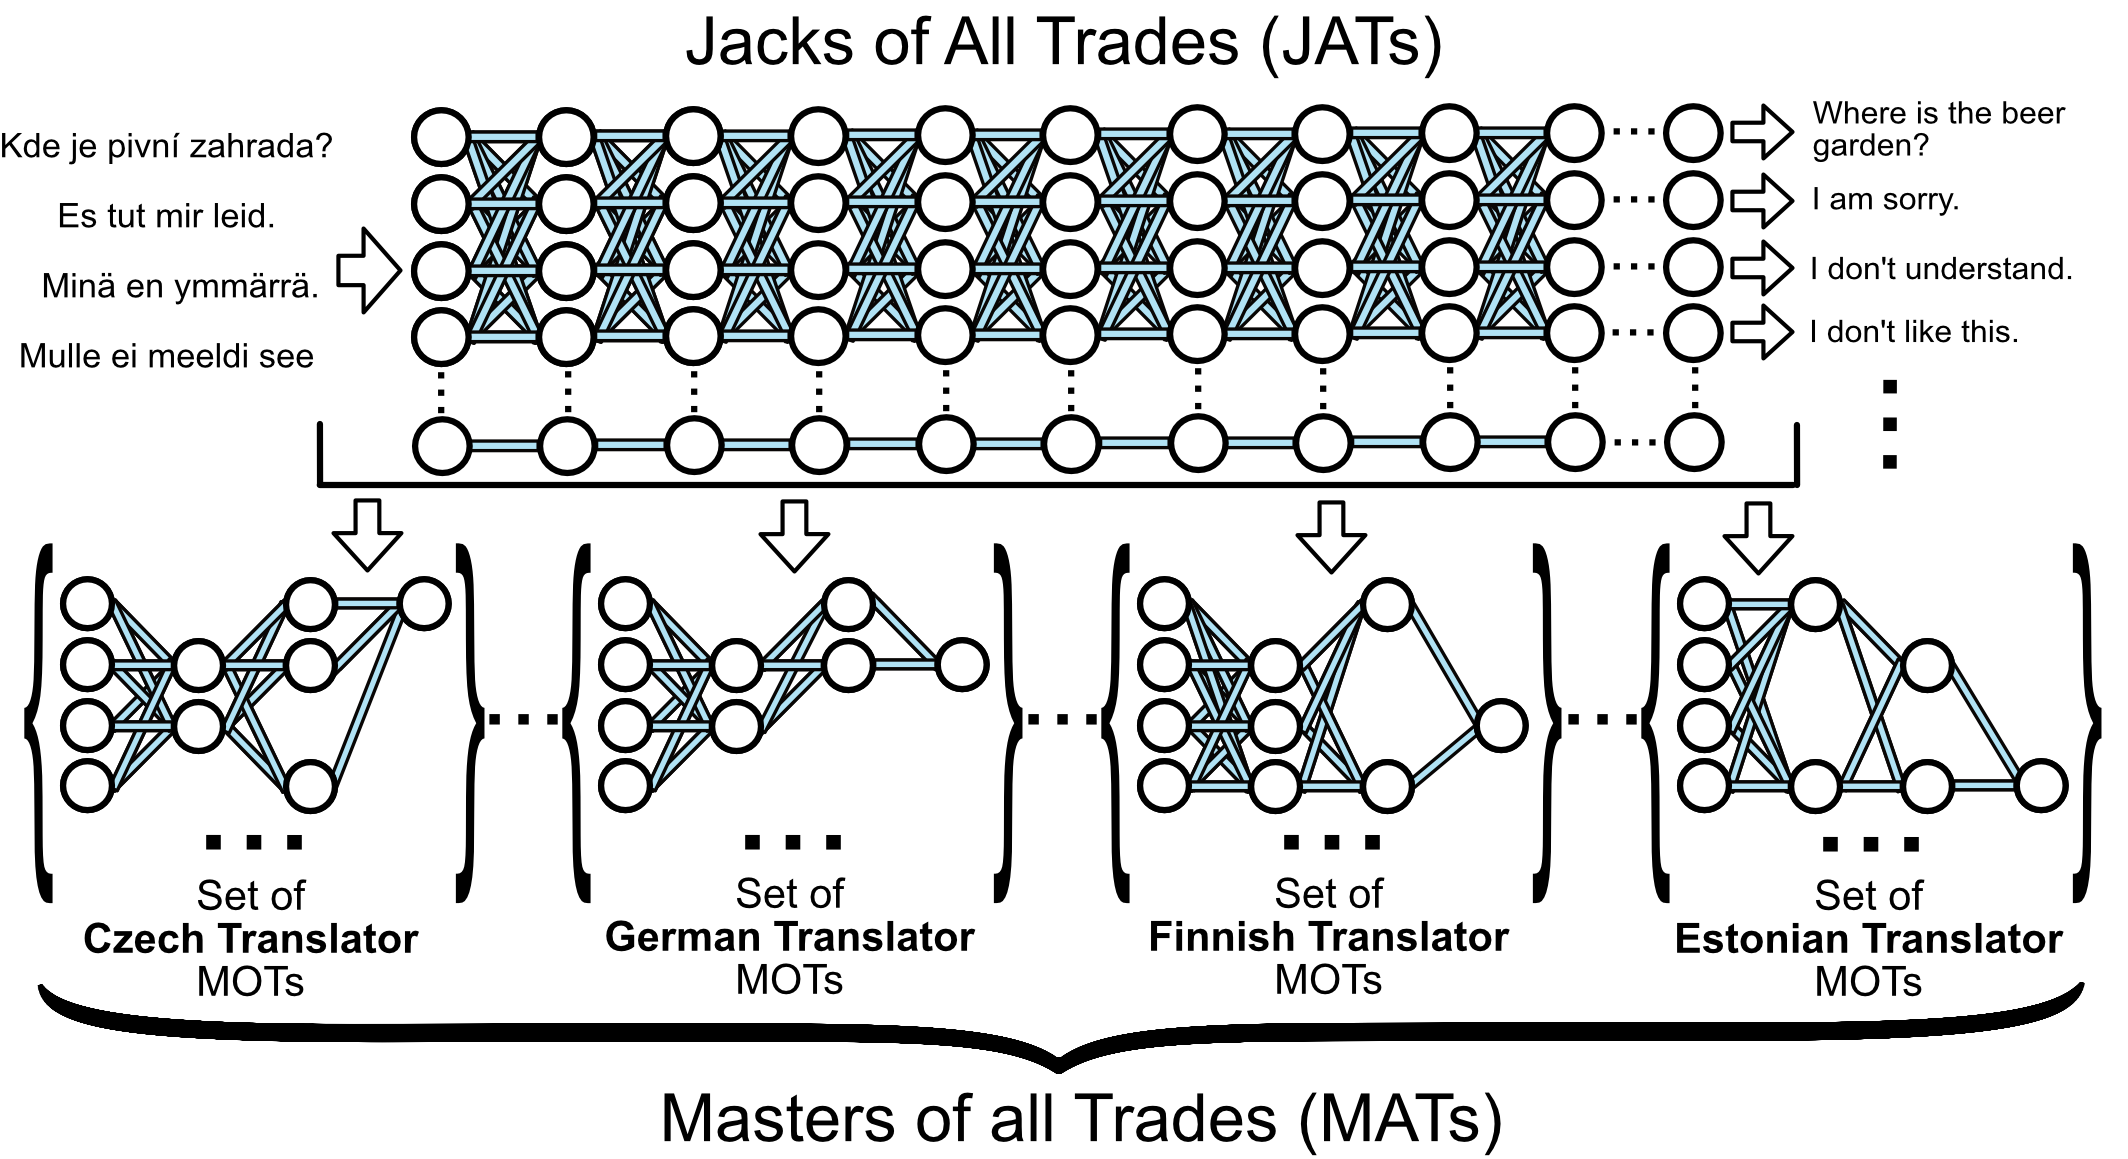 Jacks of All Trades (JATs)
Kde je pivní zahrada?
Es tut mir leid.
Minä en ymmärrä.
Mulle ei meeldi see
Where is the beer
garden?
I am sorry.
I don't understand.
I don't like this.
Set of
Czech Translator
MOTs
Set of
German Translator
MOTs
Set of
Finnish Translator
MOTs
Set of
Estonian Translator
MOTs
Masters of all Trades (MATs)